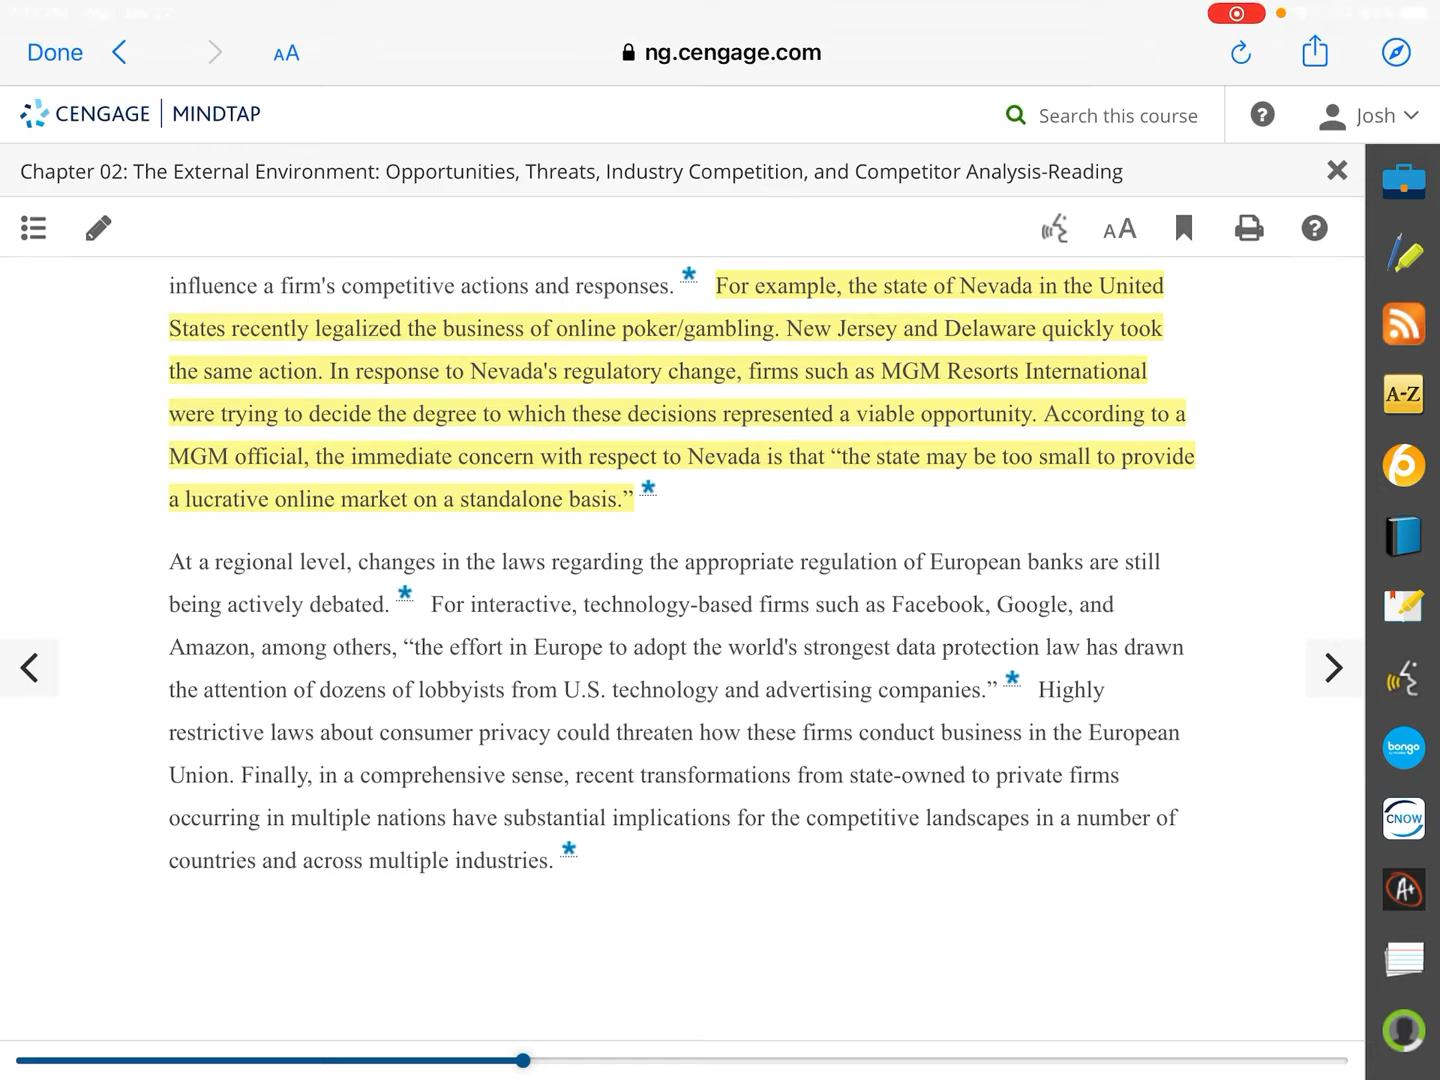 Done
AA
ng.cengage.com
CENGAGE | MINDTAP
Search this course
Josh
Chapter 02: The External Environment: Opportunities, Threats, Industry Competition, and Competitor Analysis-Reading
AA
influence a firm's competitive actions and responses. * For example, the state of Nevada in the United
States recently legalized the business of online poker/gambling. New Jersey and Delaware quickly took
the same action. In response to Nevada's regulatory change, firms such as MGM Resorts International
were trying to decide the degree to which these decisions represented a viable opportunity. According to a
MGM official, the immediate concern with respect to Nevada is that “the state may be too small to provide
a lucrative online market on a standalone basis.” *
At a regional level, changes in the laws regarding the appropriate regulation of European banks are still
being actively debated. * For interactive, technology-based firms such as Facebook, Google, and
Amazon, among others, “the effort in Europe to adopt the world's strongest data protection law has drawn
the attention of dozens of lobbyists from U.S. technology and advertising companies.” * Highly
restrictive laws about consumer privacy could threaten how these firms conduct business in the European
Union. Finally, in a comprehensive sense, recent transformations from state-owned to private firms
occurring in multiple nations have substantial implications for the competitive landscapes in a number of
countries and across multiple industries. *
A-Z
bongo
CNOW
A+